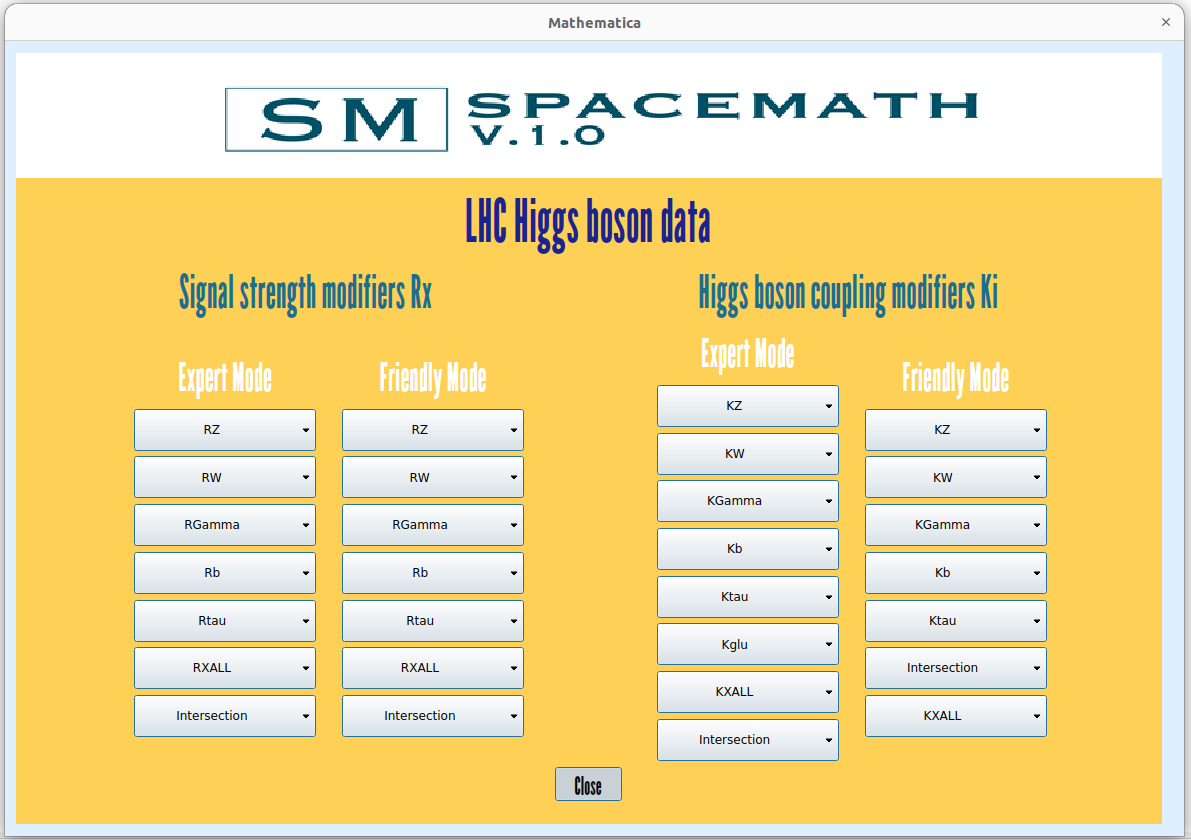 Mathematica
SM SPACEMATH
V.1.0
LHC Higgs boson data
Signal strength modifiers Rx
Expert Mode
RZ
RW
RGamma
Rb
Rtau
RXALL
Intersection
Friendly Mode
RZ
RW
RGamma
Rb
Rtau
RXALL
Intersection
Higgs boson coupling modifiers Ki
Expert Mode
KZ
KW
KGamma
Kb
Ktau
Kglu
KXALL
Intersection
Friendly Mode
KZ
KW
KGamma
Kb
Ktau
Intersection
KXALL
Close